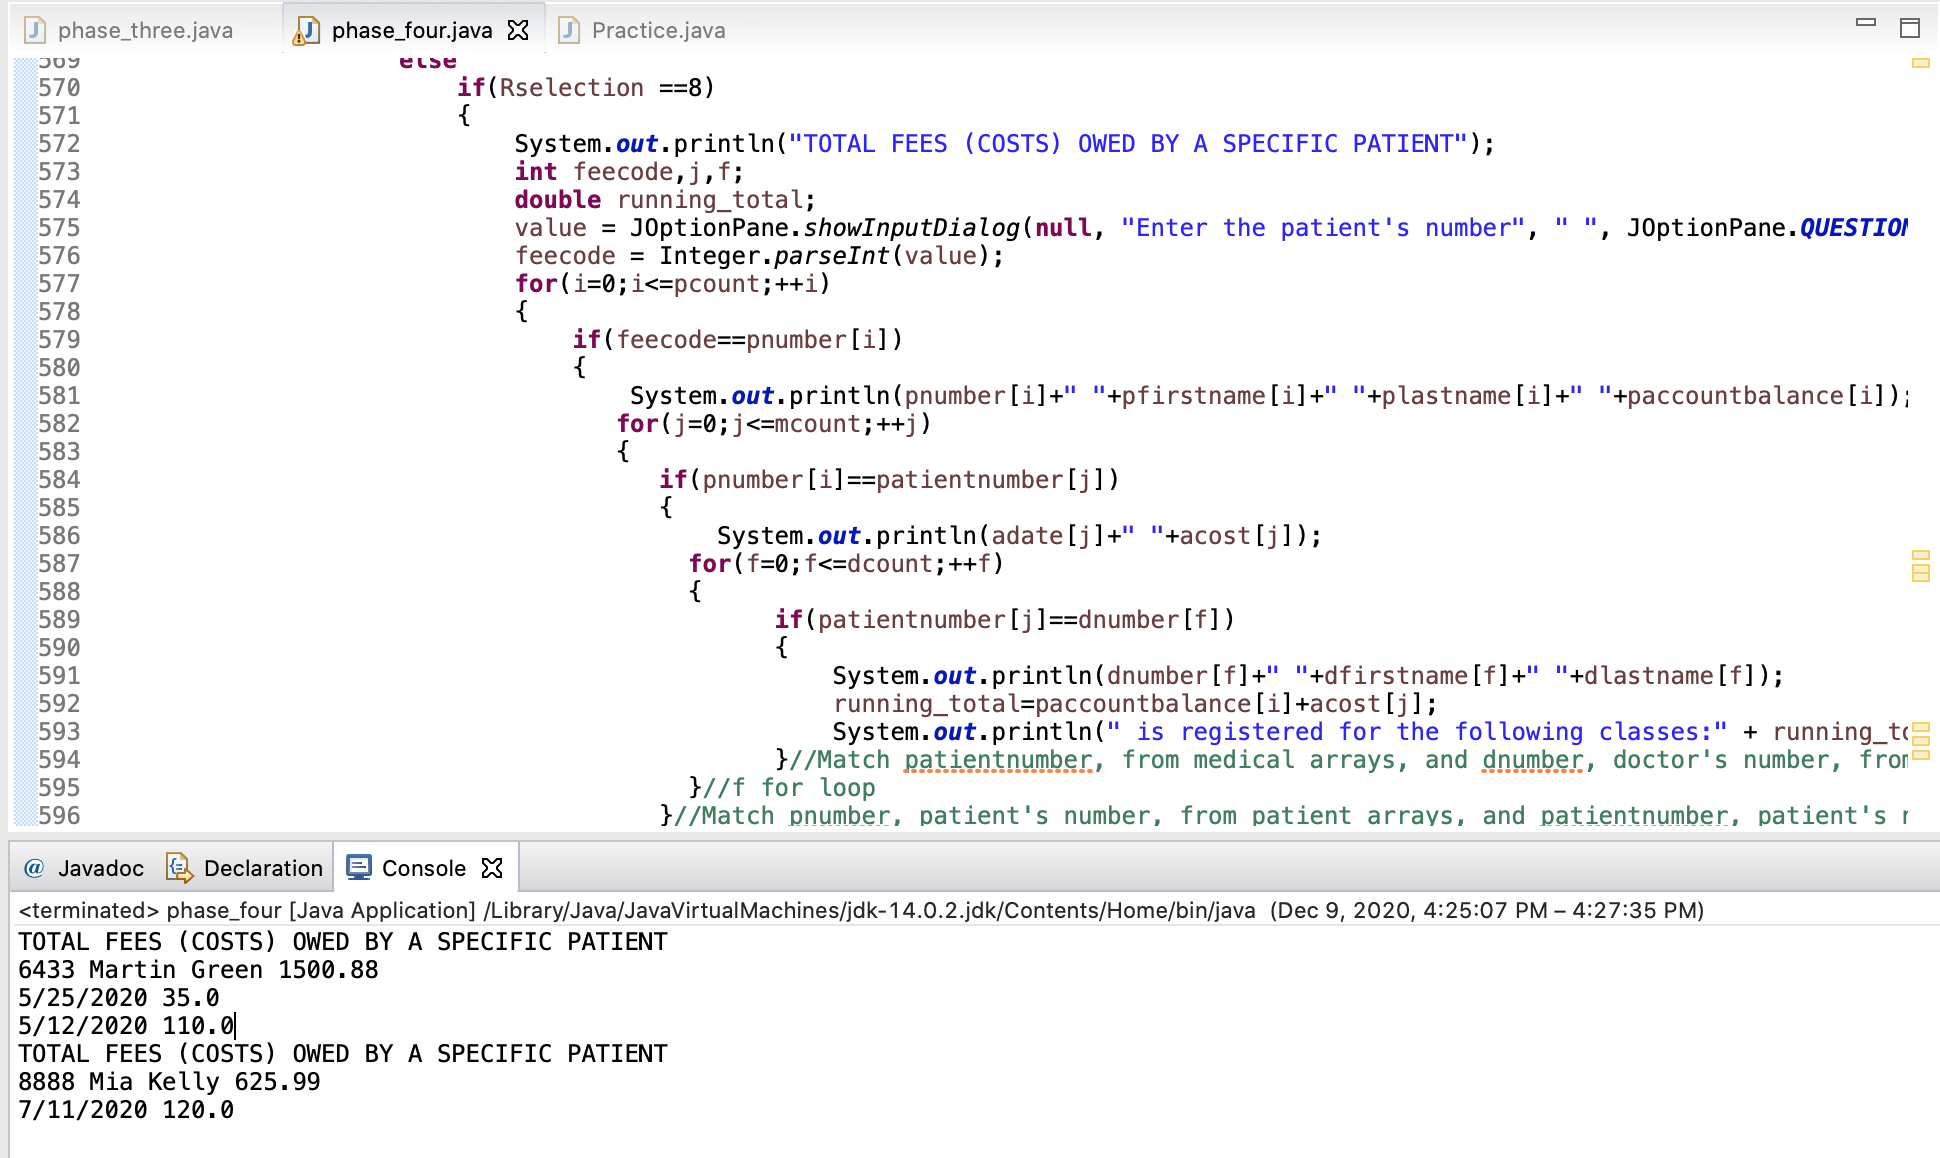 phase_three.java phase_four.java Practice.java
569 else
570 if(Rselection ==8)
571 {
572 System.out.println("TOTAL FEES (COSTS) OWED BY A SPECIFIC PATIENT");
573 int feecode,j,f;
574 double running_total;
575 value = JOptionPane.showInputDialog(null, "Enter the patient's number", " ", JOptionPane.QUESTION
576 feecode = Integer.parseInt(value);
577 for(i=0;i<=pcount;++i)
578 {
579 if(feecode==pnumber[i])
580 {
581 System.out.println(pnumber[i]+" "+pfirstname[i]+" "+plastname[i]+" "+paccountbalance[i]);
582 for(j=0;j<=mcount;++j)
583 {
584 if(pnumber[i]==patientnumber[j])
585 {
586 System.out.println(adate[j]+" "+acost[j]);
587 for(f=0;f<=dcount;++f)
588 {
589 if(patientnumber[j]==dnumber[f])
590 {
591 System.out.println(dnumber[f]+" "+dfirstname[f]+" "+dlastname[f]);
592 running_total=paccountbalance[i]+acost[j];
593 System.out.println(" is registered for the following classes:" + running_to
594 }//Match patientnumber, from medical arrays, and dnumber, doctor's number, from
595 }//f for loop
596 }//Match pnumber, patient's number, from patient arrays, and patientnumber, patient's
@ Javadoc Declaration Console
<terminated> phase_four [Java Application] /Library/Java/JavaVirtualMachines/jdk-14.0.2.jdk/Contents/Home/bin/java (Dec 9, 2020, 4:25:07 PM – 4:27:35 PM)
TOTAL FEES (COSTS) OWED BY A SPECIFIC PATIENT
6433 Martin Green 1500.88
5/25/2020 35.0
5/12/2020 110.0
TOTAL FEES (COSTS) OWED BY A SPECIFIC PATIENT
8888 Mia Kelly 625.99
7/11/2020 120.0